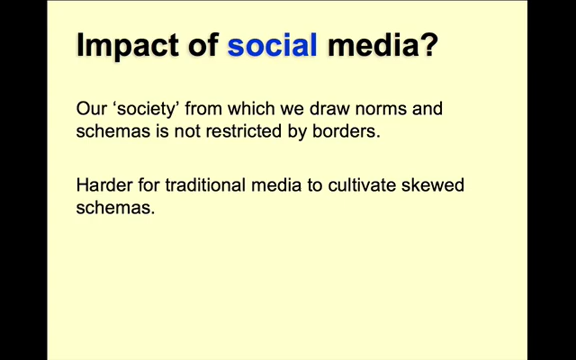 Impact of social media?
Our ‘society’ from which we draw norms and
schemas is not restricted by borders.
Harder for traditional media to cultivate skewed
schemas.